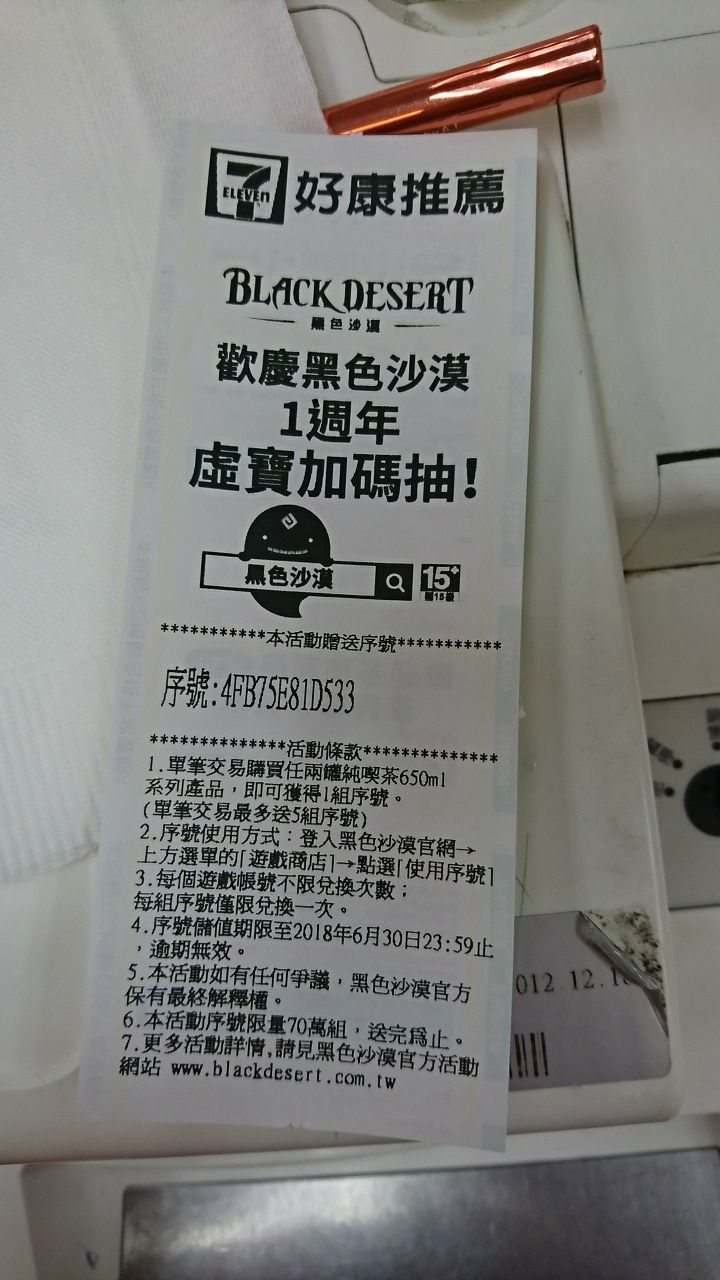 7 ELEVEn 好康推薦
BLACK DESERT
黑色沙漠
歡慶黑色沙漠
1週年
虛寶加碼抽!
黑色沙漠 15+
輔15級
***********本活動贈送序號***********
序號:4FB75E81D533
**************活動條款**************
1.單筆交易購買任兩罐純喫茶650ml
系列產品，即可獲得1組序號。
(單筆交易最多送5組序號)
2.序號使用方式：登入黑色沙漠官網→
上方選單的「遊戲商店」→點選「使用序號」
3.每個遊戲帳號不限兌換次數；
每組序號僅限兌換一次。
4.序號儲值期限至2018年6月30日23:59止
，逾期無效。
5.本活動如有任何爭議，黑色沙漠官方
保有最終解釋權。
6.本活動序號限量70萬組，送完為止。
7.更多活動詳情,請見黑色沙漠官方活動
網站 www.blackdesert.com.tw
012.12.1